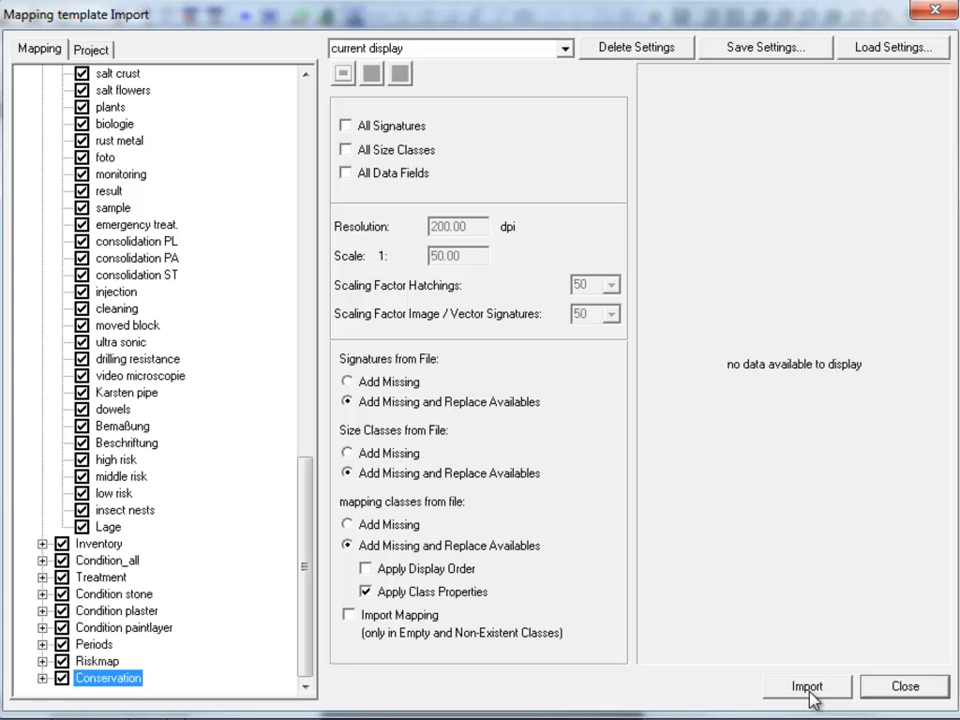 Mapping template Import
Mapping
Project
salt crust
salt flowers
plants
biologie
rust metal
foto
monitoring
result
sample
emergency treat.
consolidation PL
consolidation PA
consolidation ST
injection
cleaning
moved block
ultra sonic
drilling resistance
video microscopie
Karsten pipe
dowels
Bemaßung
Beschriftung
high risk
middle risk
low risk
insect nests
Lage
Inventory
Condition_all
Treatment
Condition stone
Condition plaster
Condition paintlayer
Periods
Riskmap
Conservation
current display
Delete Settings
Save Settings...
Load Settings...
All Signatures
All Size Classes
All Data Fields
Resolution: 200.00 dpi
Scale: 1: 50.00
Scaling Factor Hatchings: 50
Scaling Factor Image / Vector Signatures: 50
Signatures from File:
Add Missing
Add Missing and Replace Availables
Size Classes from File:
Add Missing
Add Missing and Replace Availables
mapping classes from file:
Add Missing
Add Missing and Replace Availables
Apply Display Order
Apply Class Properties
Import Mapping
(only in Empty and Non-Existent Classes)
no data available to display
Import
Close